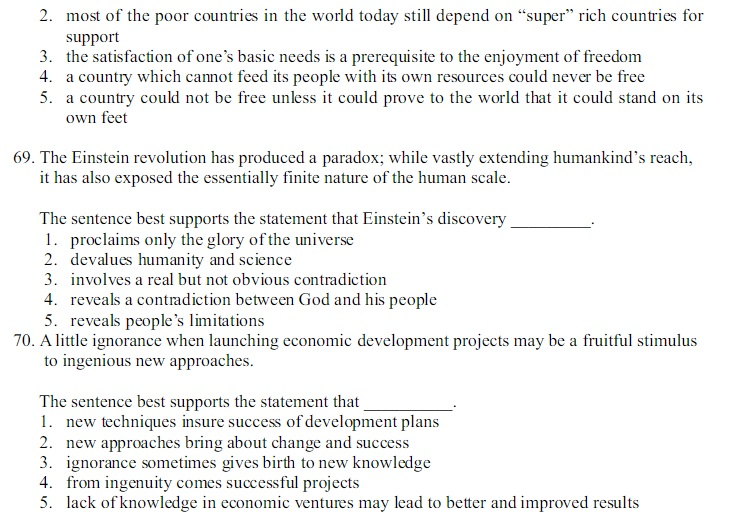 2. most of the poor countries in the world today still depend on “super” rich countries for
support
3. the satisfaction of one’s basic needs is a prerequisite to the enjoyment of freedom
4. a country which cannot feed its people with its own resources could never be free
5. a country could not be free unless it could prove to the world that it could stand on its
own feet
69. The Einstein revolution has produced a paradox; while vastly extending humankind’s reach,
it has also exposed the essentially finite nature of the human scale.
The sentence best supports the statement that Einstein’s discovery __________.
1. proclaims only the glory of the universe
2. devalues humanity and science
3. involves a real but not obvious contradiction
4. reveals a contradiction between God and his people
5. reveals people’s limitations
70. A little ignorance when launching economic development projects may be a fruitful stimulus
to ingenious new approaches.
The sentence best supports the statement that ___________.
1. new techniques insure success of development plans
2. new approaches bring about change and success
3. ignorance sometimes gives birth to new knowledge
4. from ingenuity comes successful projects
5. lack of knowledge in economic ventures may lead to better and improved results